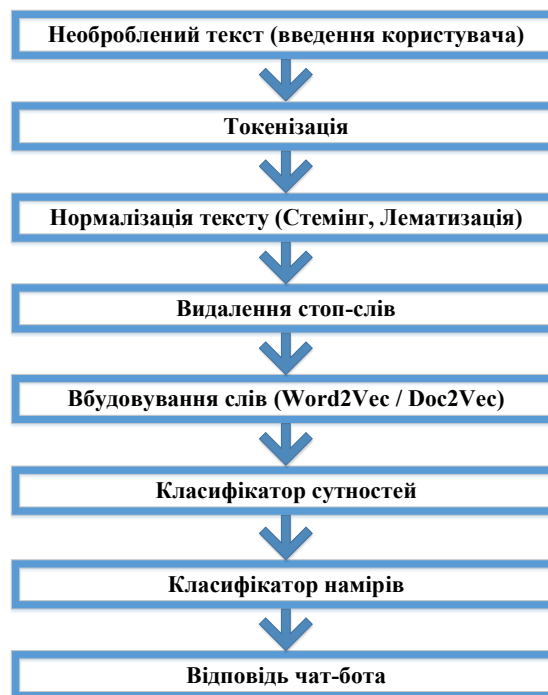 Необроблений текст (введення користувача)
Токенізація
Нормалізація тексту (Стемінг, Лематизація)
Видалення стоп-слів
Вбудовування слів (Word2Vec / Doc2Vec)
Класифікатор сутностей
Класифікатор намірів
Відповідь чат-бота